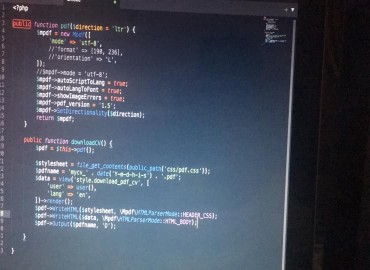 <?php
public function pdf($direction = 'ltr') {
$mpdf = new Mpdf([
'mode' => 'utf-8',
//'format' => [190, 236],
//'orientation' => 'L',
]);
//$mpdf->mode = 'utf-8';
$mpdf->autoScriptToLang = true;
$mpdf->autoLangToFont = true;
$mpdf->showImageErrors = true;
$mpdf->pdf_version = '1.5';
$mpdf->SetDirectionality($direction);
return $mpdf;
}
public function downloadCV() {
$pdf = $this->pdf();
$stylesheet = file_get_contents(public_path('css/pdf.css'));
$pdfname = 'mycv_' . date('Y-m-d-h-i-s') . '.pdf';
$data = view('style.download_pdf_cv', [
'user' => user(),
'lang' => 'en',
])->render();
$pdf->WriteHTML($stylesheet, \Mpdf\HTMLParserMode::HEADER_CSS);
$pdf->WriteHTML($data, \Mpdf\HTMLParserMode::HTML_BODY);
$pdf->Output($pdfname, 'D');
}
}